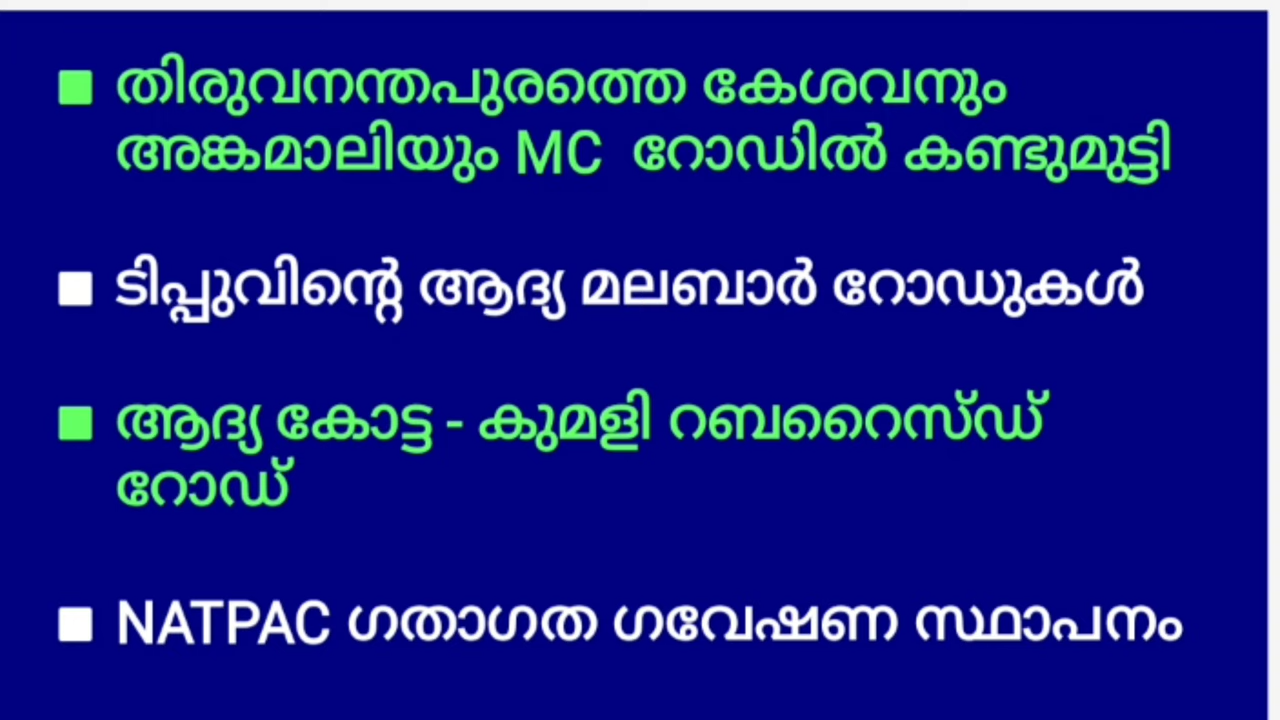 ■ തിരുവനന്തപുരത്തെ കേശവനും
അങ്കമാലിയും MC റോഡിൽ കണ്ടുമുട്ടി
■ ടിപ്പുവിന്റെ ആദ്യ മലബാർ റോഡുകൾ
■ ആദ്യ കോട്ട - കുമളി റബറൈസ്ഡ്
റോഡ്
■ NATPAC ഗതാഗത ഗവേഷണ സ്ഥാപനം